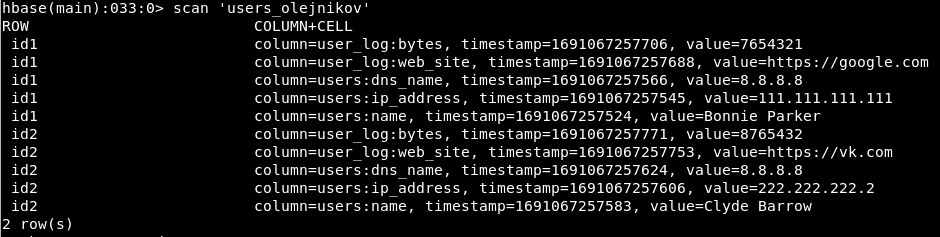 hbase(main):033:0> scan 'users_olejnikov'
ROW COLUMN+CELL
id1 column=user_log:bytes, timestamp=1691067257706, value=7654321
id1 column=user_log:web_site, timestamp=1691067257688, value=https://google.com
id1 column=users:dns_name, timestamp=1691067257566, value=8.8.8.8
id1 column=users:ip_address, timestamp=1691067257545, value=111.111.111.111
id1 column=users:name, timestamp=1691067257524, value=Bonnie Parker
id2 column=user_log:bytes, timestamp=1691067257771, value=8765432
id2 column=user_log:web_site, timestamp=1691067257753, value=https://vk.com
id2 column=users:dns_name, timestamp=1691067257624, value=8.8.8.8
id2 column=users:ip_address, timestamp=1691067257606, value=222.222.222.2
id2 column=users:name, timestamp=1691067257583, value=Clyde Barrow
2 row(s)